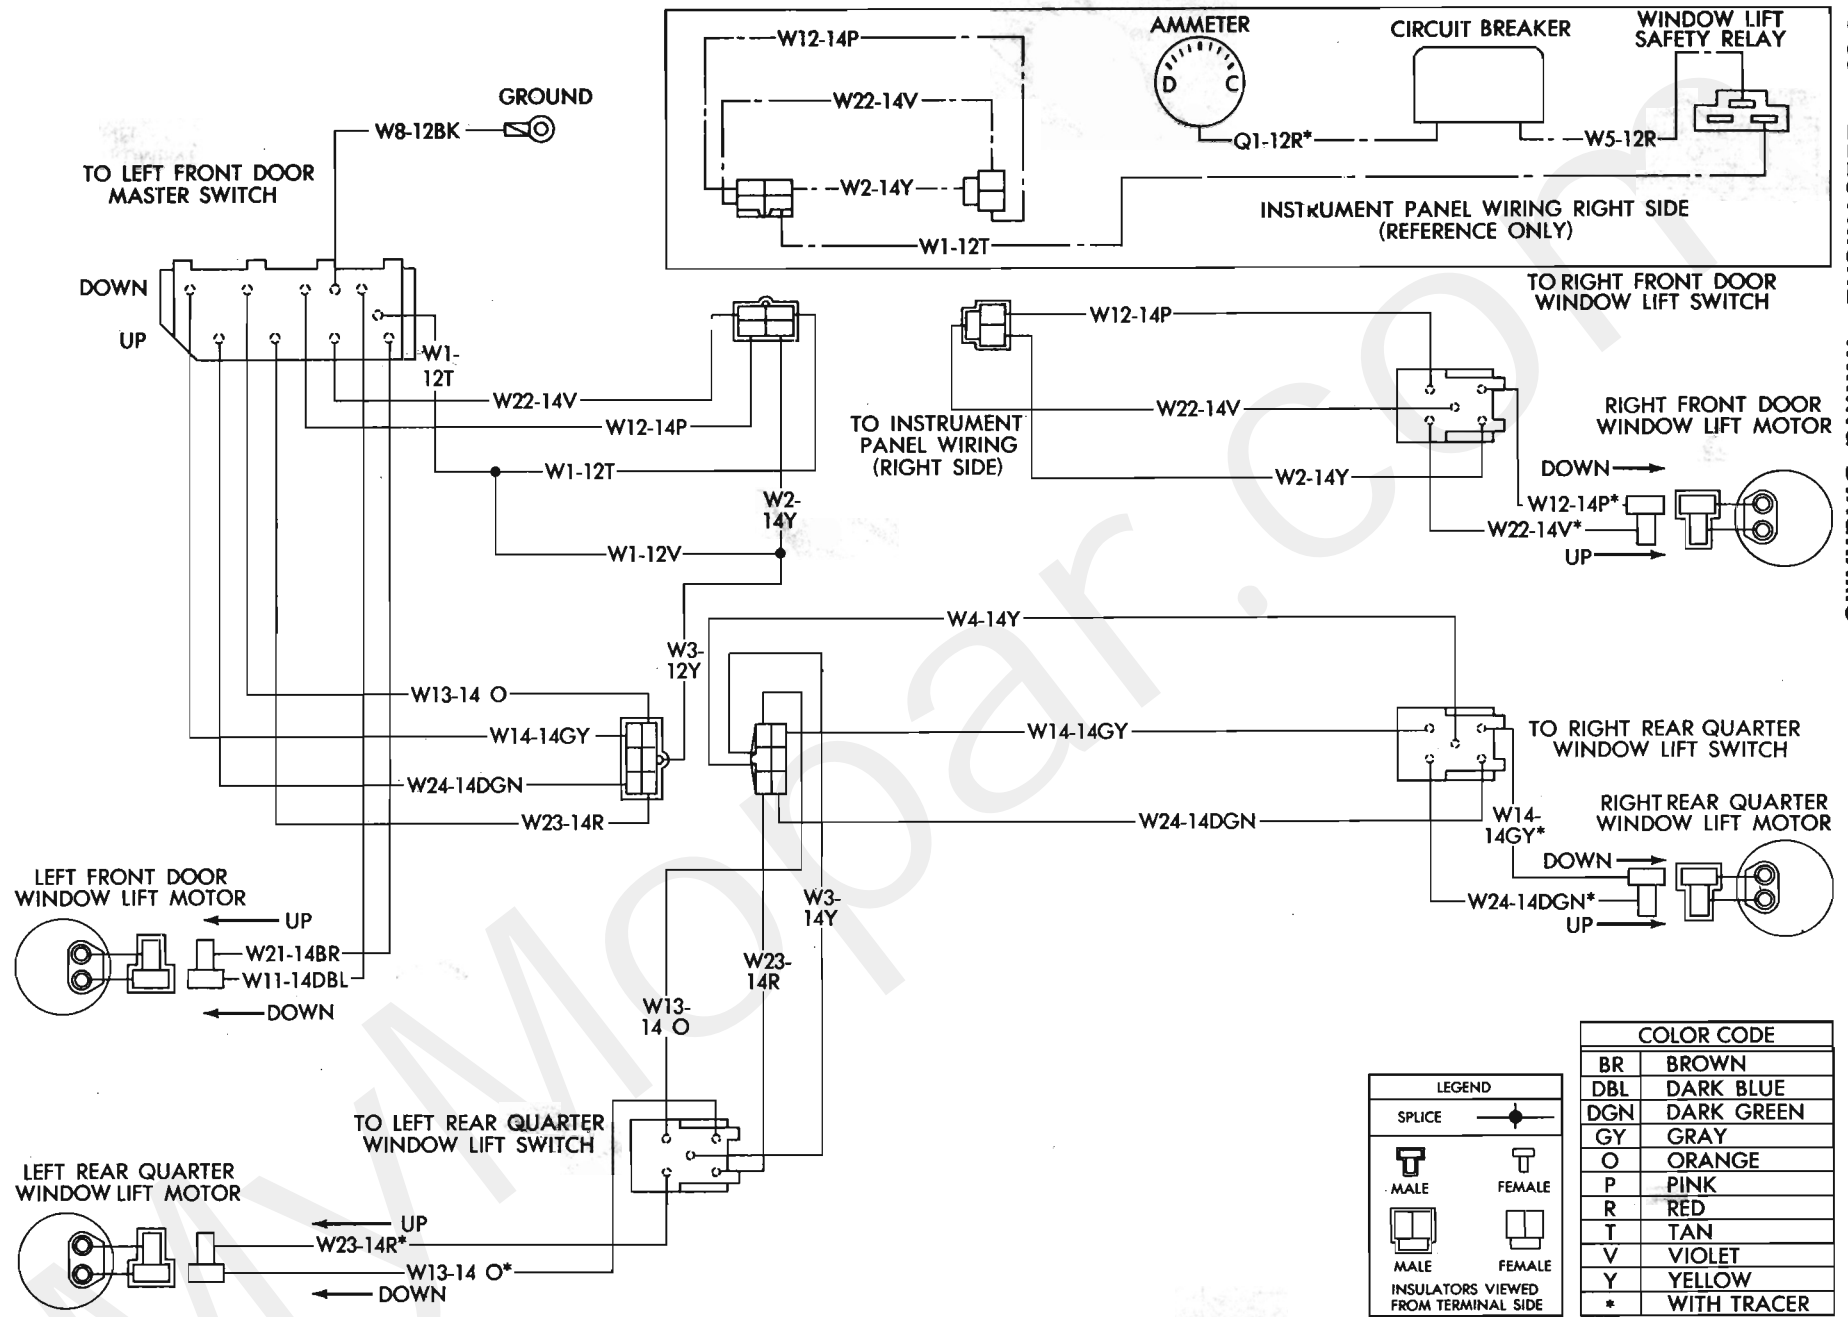 W12-14P
AMMETER
D C
CIRCUIT BREAKER
WINDOW LIFT
SAFETY RELAY
W22-14V
Q1-12R*
W5-12R
W2-14Y
INSTRUMENT PANEL WIRING RIGHT SIDE
(REFERENCE ONLY)
W1-12T
GROUND
W8-12BK
TO LEFT FRONT DOOR
MASTER SWITCH
DOWN
UP
W1-
12T
W22-14V
W12-14P
W1-12T
W2-
14Y
W1-12V
TO RIGHT FRONT DOOR
WINDOW LIFT SWITCH
W12-14P
W22-14V
TO INSTRUMENT
PANEL WIRING
(RIGHT SIDE)
W2-14Y
RIGHT FRONT DOOR
WINDOW LIFT MOTOR
DOWN
W12-14P*
W22-14V*
UP
W4-14Y
W3-
12Y
W13-14 O
W14-14GY
W24-14DGN
W23-14R
W14-14GY
TO RIGHT REAR QUARTER
WINDOW LIFT SWITCH
W24-14DGN
W14-
14GY*
RIGHT REAR QUARTER
WINDOW LIFT MOTOR
DOWN
W24-14DGN*
UP
LEFT FRONT DOOR
WINDOW LIFT MOTOR
UP
W21-14BR
W11-14DBL
DOWN
W3-
14Y
W23-
14R
W13-
14 O
TO LEFT REAR QUARTER
WINDOW LIFT SWITCH
LEFT REAR QUARTER
WINDOW LIFT MOTOR
UP
W23-14R*
W13-14 O*
DOWN
LEGEND
SPLICE
MALE FEMALE
MALE FEMALE
INSULATORS VIEWED
FROM TERMINAL SIDE
COLOR CODE
BR BROWN
DBL DARK BLUE
DGN DARK GREEN
GY GRAY
O ORANGE
P PINK
R RED
T TAN
V VIOLET
Y YELLOW
* WITH TRACER
MyMopar.com